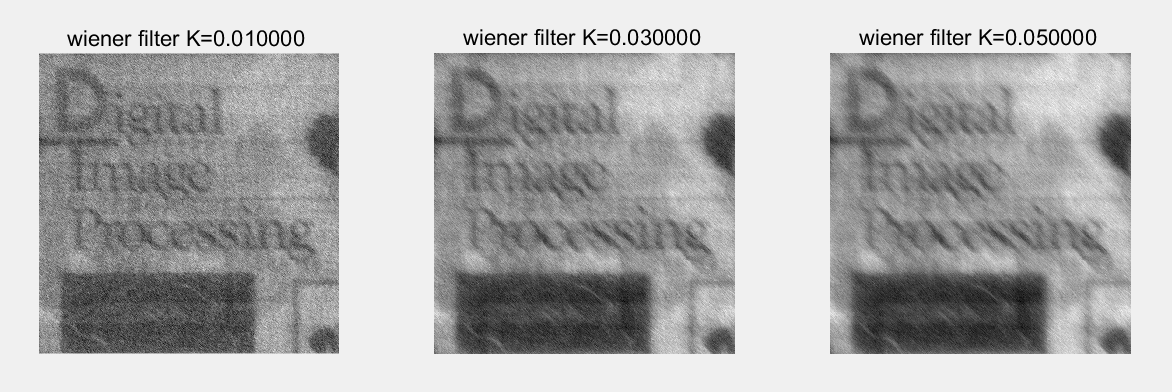 wiener filter K=0.010000
Digital
Image
Processing
wiener filter K=0.030000
Digital
Image
Processing
wiener filter K=0.050000
Digital
Image
Processing